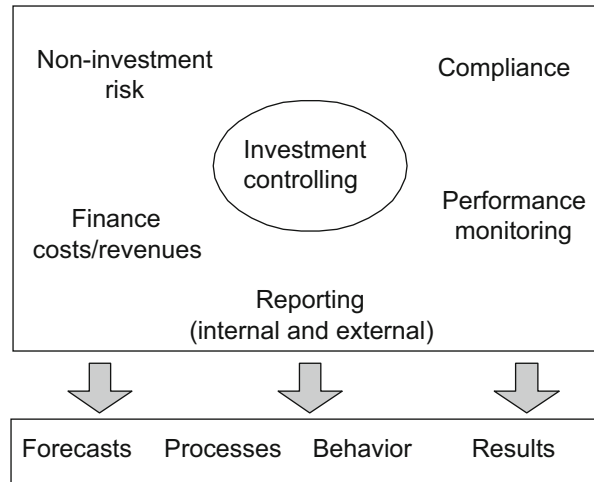 Non-investment
risk
Compliance
Investment
controlling
Finance
costs/revenues
Performance
monitoring
Reporting
(internal and external)
Forecasts Processes Behavior Results